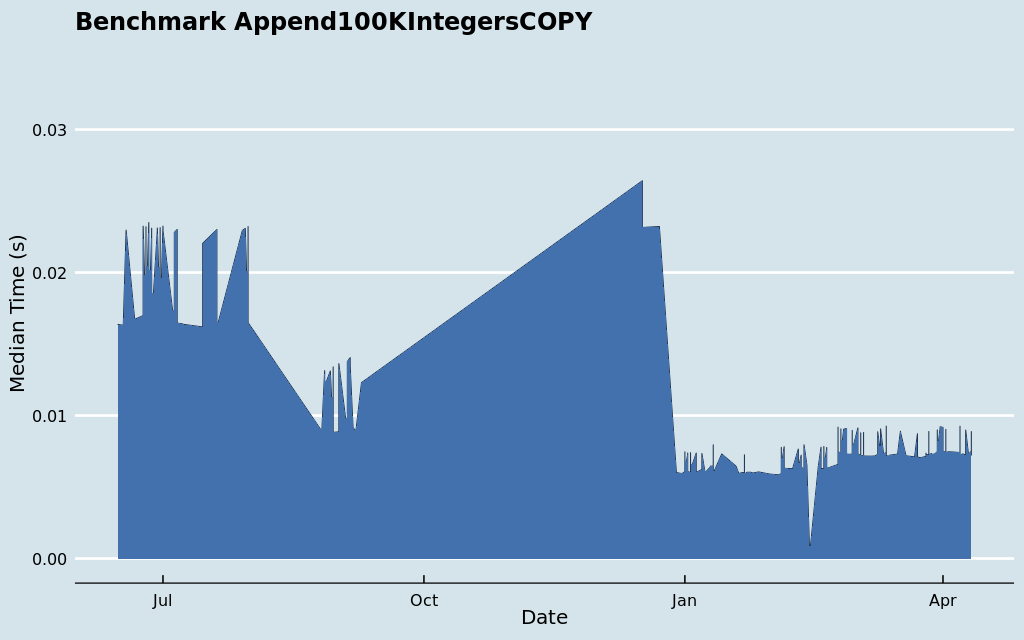 Benchmark Append100KIntegersCOPY
Median Time (s)
0.03
0.02
0.01
0.00
Jul Oct Jan Apr
Date